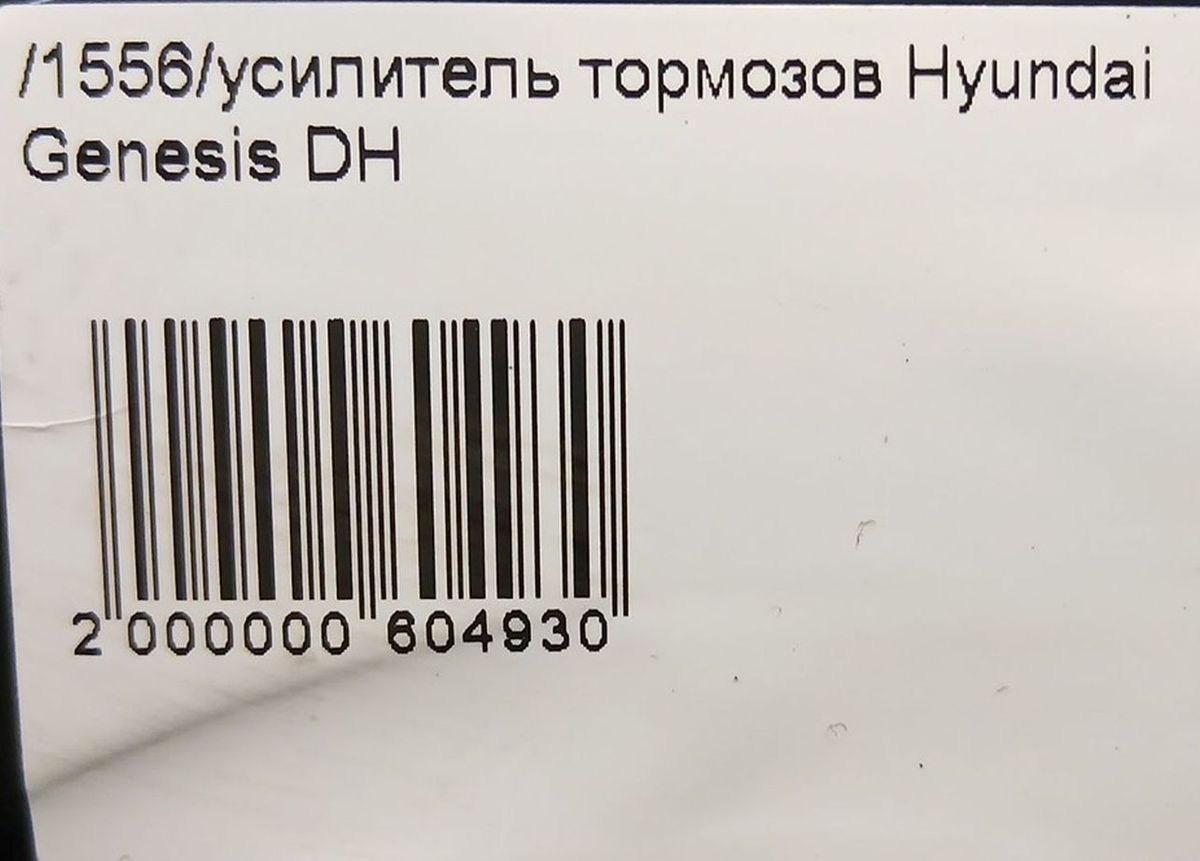 /1556/усилитель тормозов Hyundai
Genesis DH
2 000000 604930